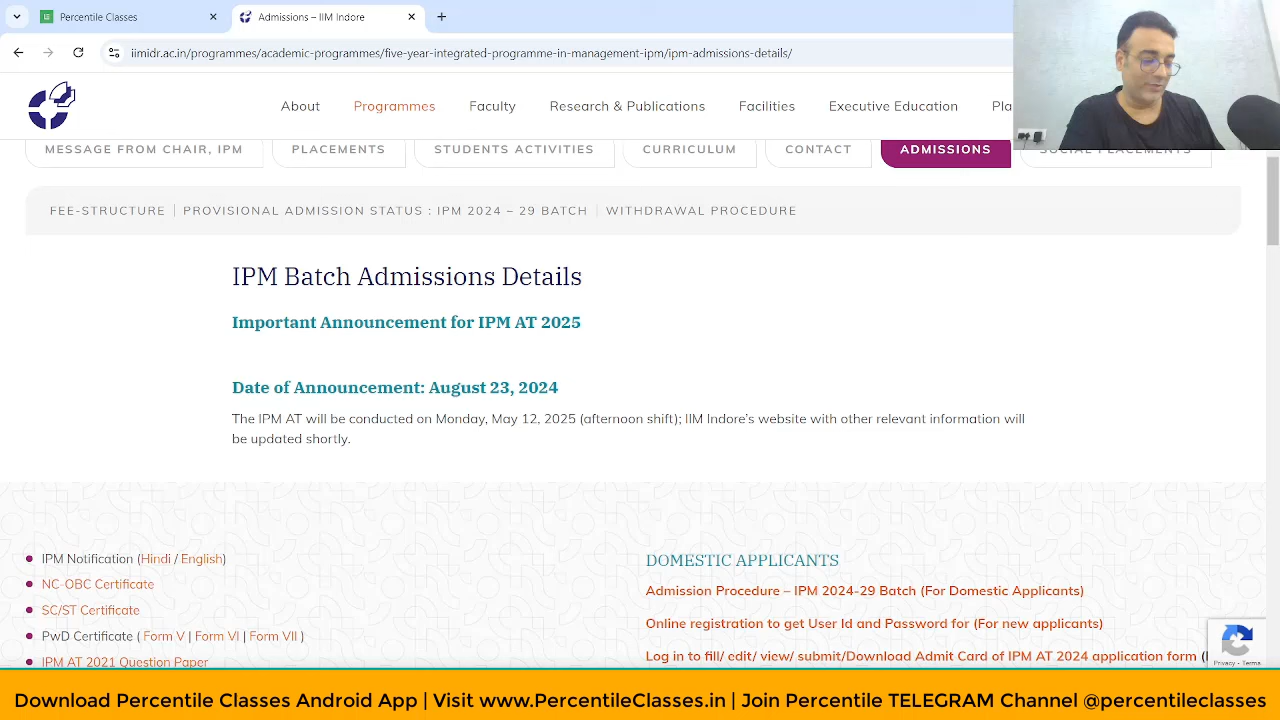 Percentile Classes
Admissions – IIM Indore
iimidr.ac.in/programmes/academic-programmes/five-year-integrated-programme-in-management-ipm/ipm-admissions-details/
About Programmes Faculty Research & Publications Facilities Executive Education Pla
MESSAGE FROM CHAIR, IPM PLACEMENTS STUDENTS ACTIVITIES CURRICULUM CONTACT ADMISSIONS SOCIAL PLACEMENTS
FEE-STRUCTURE | PROVISIONAL ADMISSION STATUS : IPM 2024 – 29 BATCH | WITHDRAWAL PROCEDURE
IPM Batch Admissions Details
Important Announcement for IPM AT 2025
Date of Announcement: August 23, 2024
The IPM AT will be conducted on Monday, May 12, 2025 (afternoon shift); IIM Indore’s website with other relevant information will
be updated shortly.
IPM Notification (Hindi / English)
NC-OBC Certificate
SC/ST Certificate
PwD Certificate ( Form V | Form VI | Form VII )
IPM AT 2021 Question Paper
DOMESTIC APPLICANTS
Admission Procedure – IPM 2024-29 Batch (For Domestic Applicants)
Online registration to get User Id and Password for (For new applicants)
Log in to fill/ edit/ view/ submit/Download Admit Card of IPM AT 2024 application form
Privacy - Terms
Download Percentile Classes Android App | Visit www.PercentileClasses.in | Join Percentile TELEGRAM Channel @percentileclasses